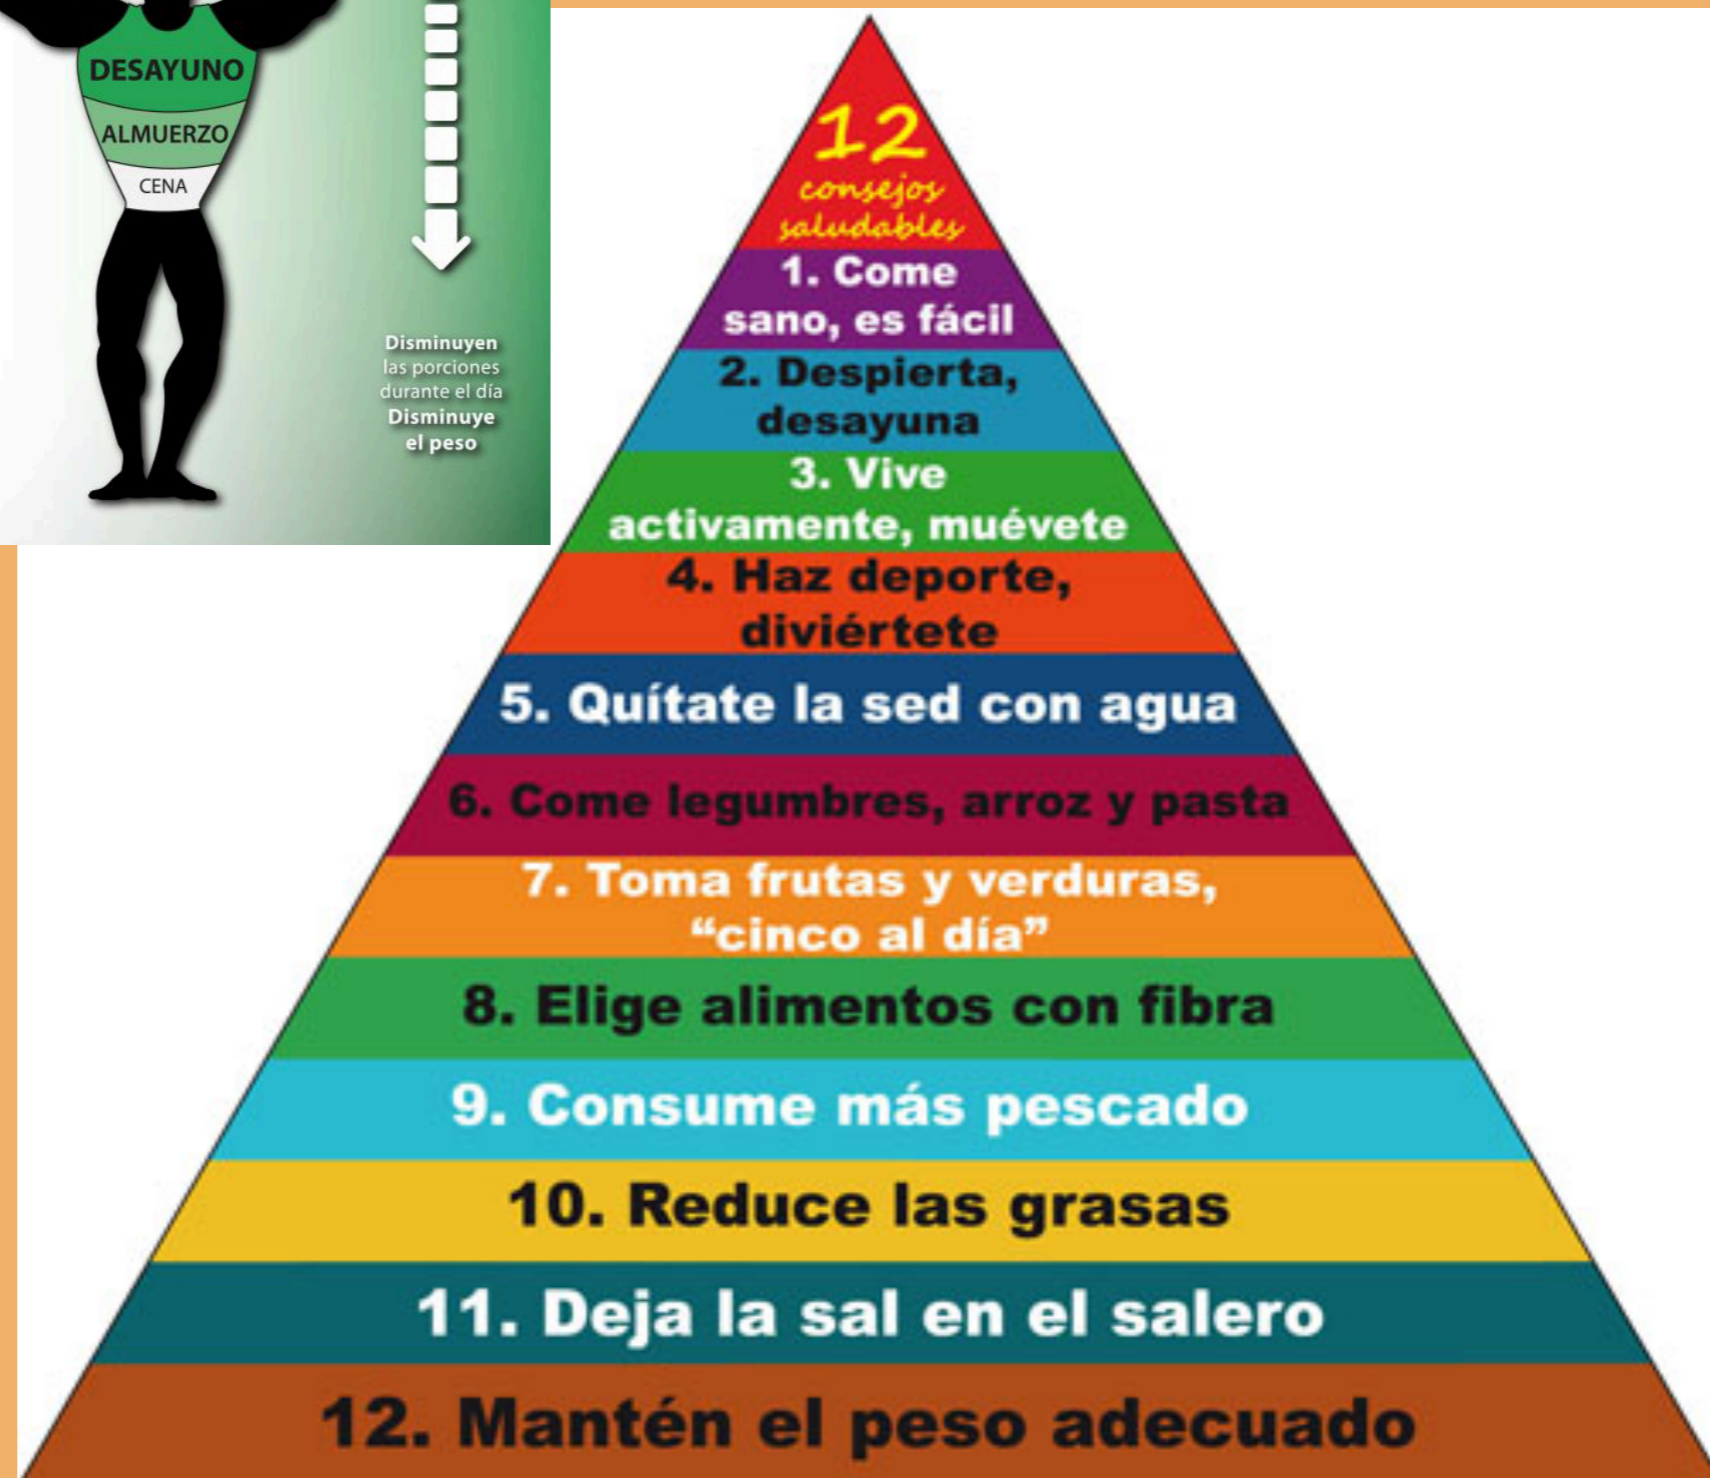 DESAYUNO
ALMUERZO
CENA
Disminuyen
las porciones
durante el día
Disminuye
el peso
12
consejos
saludables
1. Come
sano, es fácil
2. Despierta,
desayuna
3. Vive
activamente, muévete
4. Haz deporte,
diviértete
5. Quítate la sed con agua
6. Come legumbres, arroz y pasta
7. Toma frutas y verduras,
“cinco al día”
8. Elige alimentos con fibra
9. Consume más pescado
10. Reduce las grasas
11. Deja la sal en el salero
12. Mantén el peso adecuado